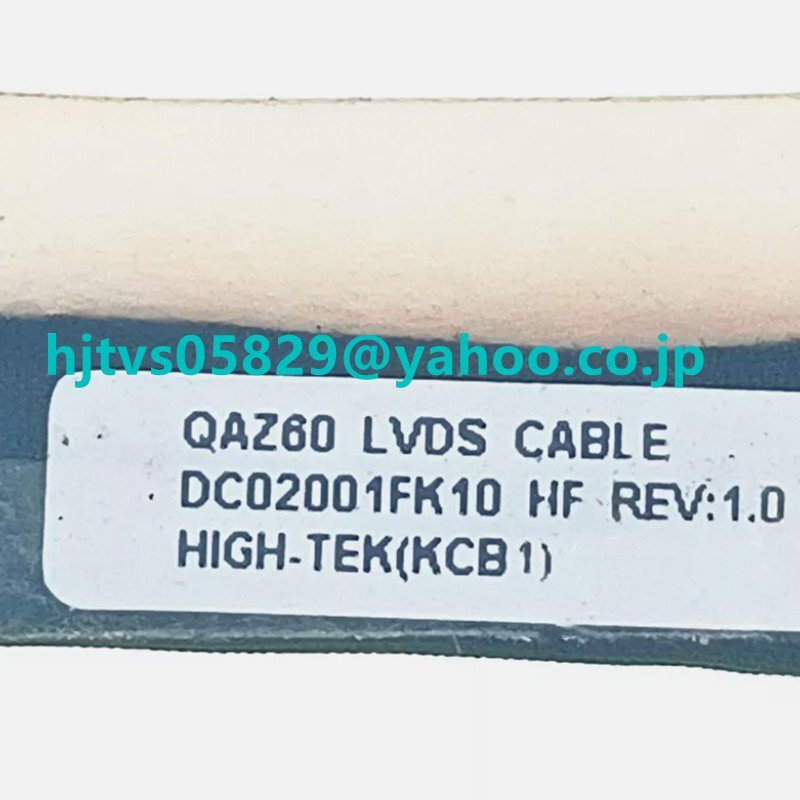 hjtvs05829@yahoo.co.jp
QAZ60 LVDS CABLE
DC02001FK10 HF REV:1.0
HIGH-TEK(KCB1)